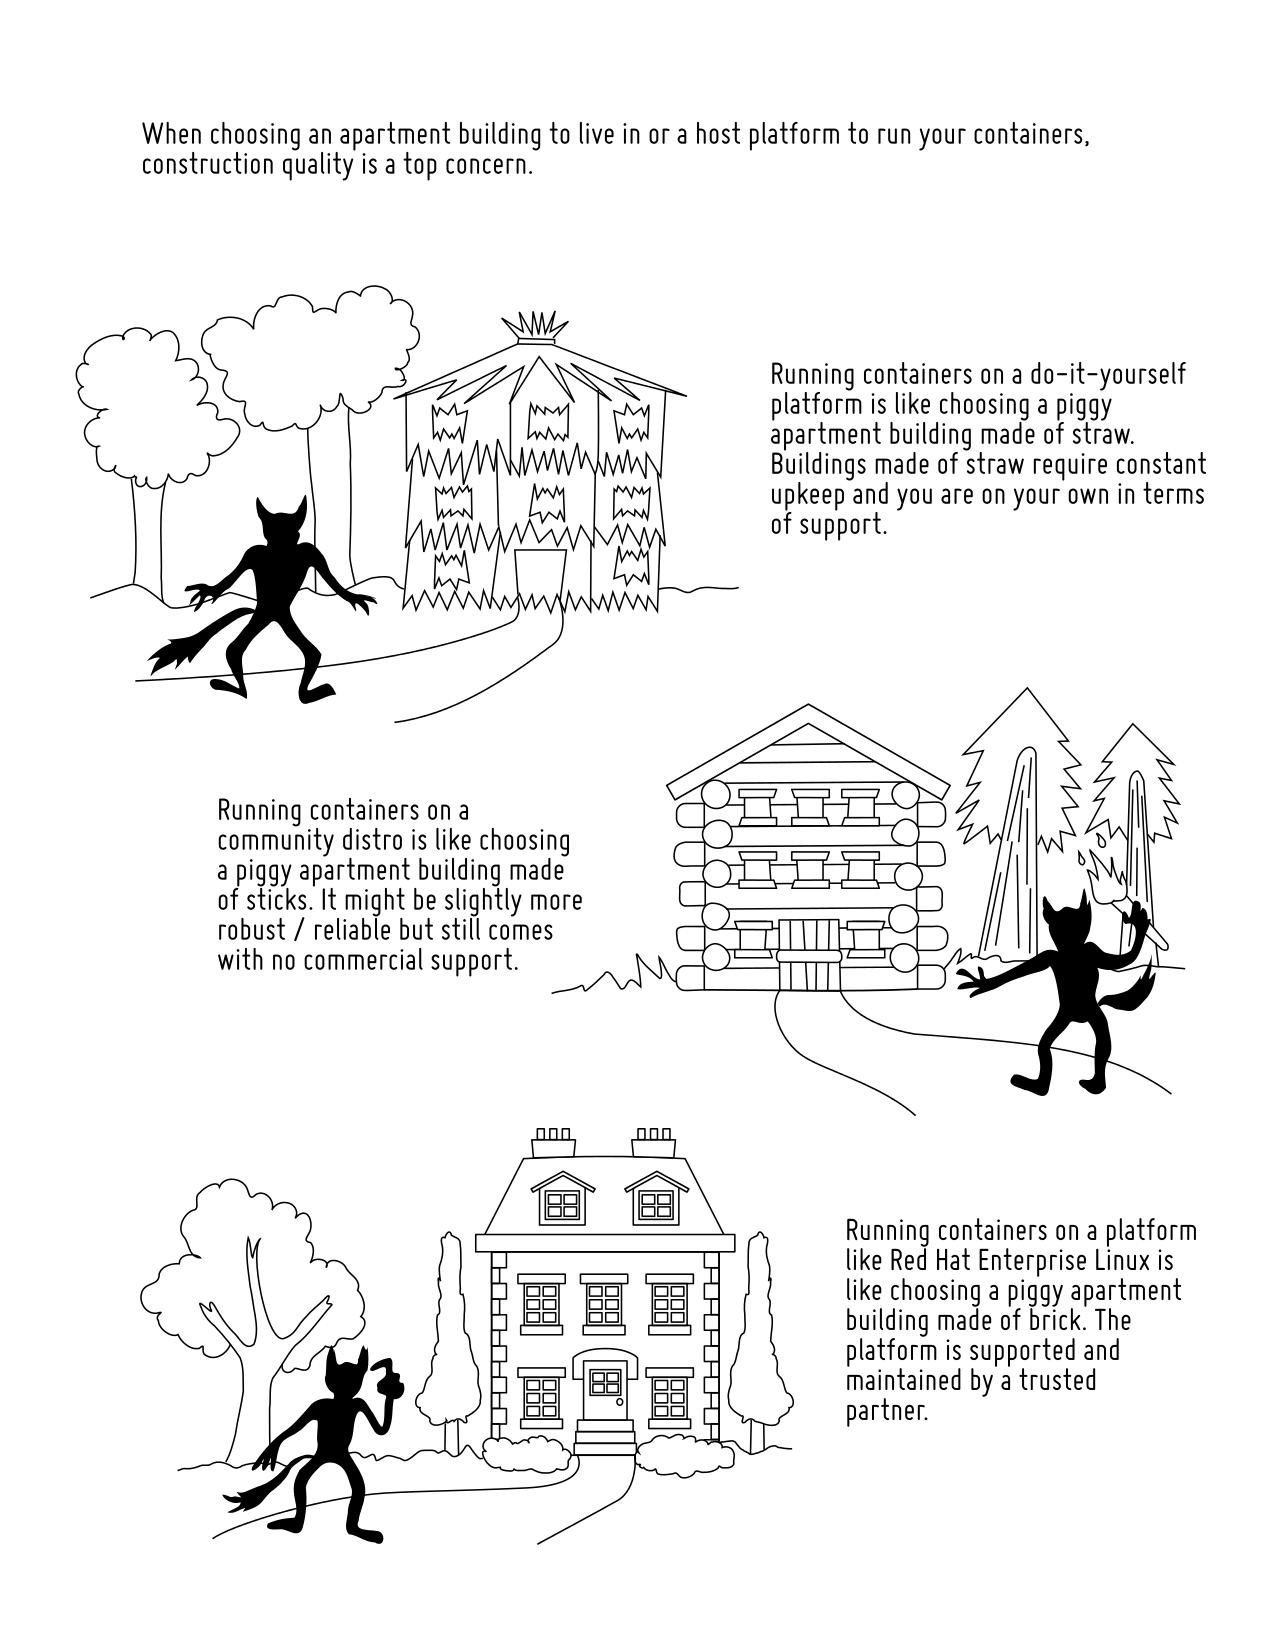 When choosing an apartment building to live in or a host platform to run your containers,
construction quality is a top concern.
Running containers on a do-it-yourself
platform is like choosing a piggy
apartment building made of straw.
Buildings made of straw require constant
upkeep and you are on your own in terms
of support.
Running containers on a
community distro is like choosing
a piggy apartment building made
of sticks. It might be slightly more
robust / reliable but still comes
with no commercial support.
Running containers on a platform
like Red Hat Enterprise Linux is
like choosing a piggy apartment
building made of brick. The
platform is supported and
maintained by a trusted
partner.